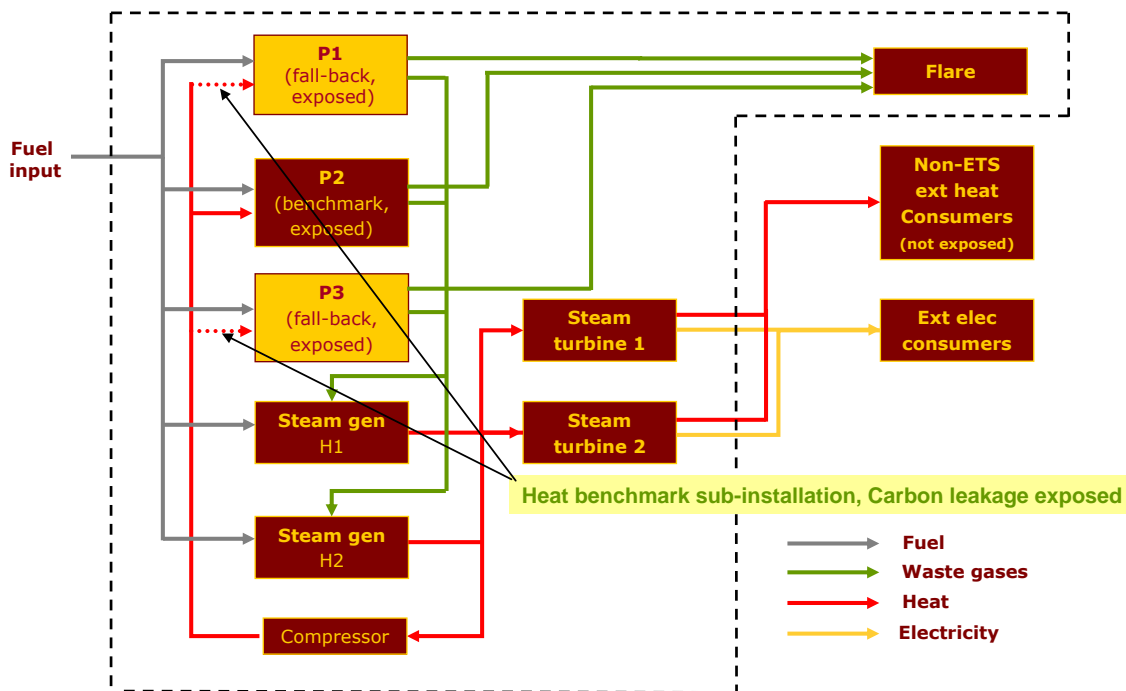 P1
(fall-back,
exposed)
Flare
Fuel
input
P2
(benchmark,
exposed)
Non-ETS
ext heat
Consumers
(not exposed)
P3
(fall-back,
exposed)
Steam
turbine 1
Ext elec
consumers
Steam gen
H1
Steam
turbine 2
Heat benchmark sub-installation, Carbon leakage exposed
Steam gen
H2
Fuel
Waste gases
Heat
Electricity
Compressor